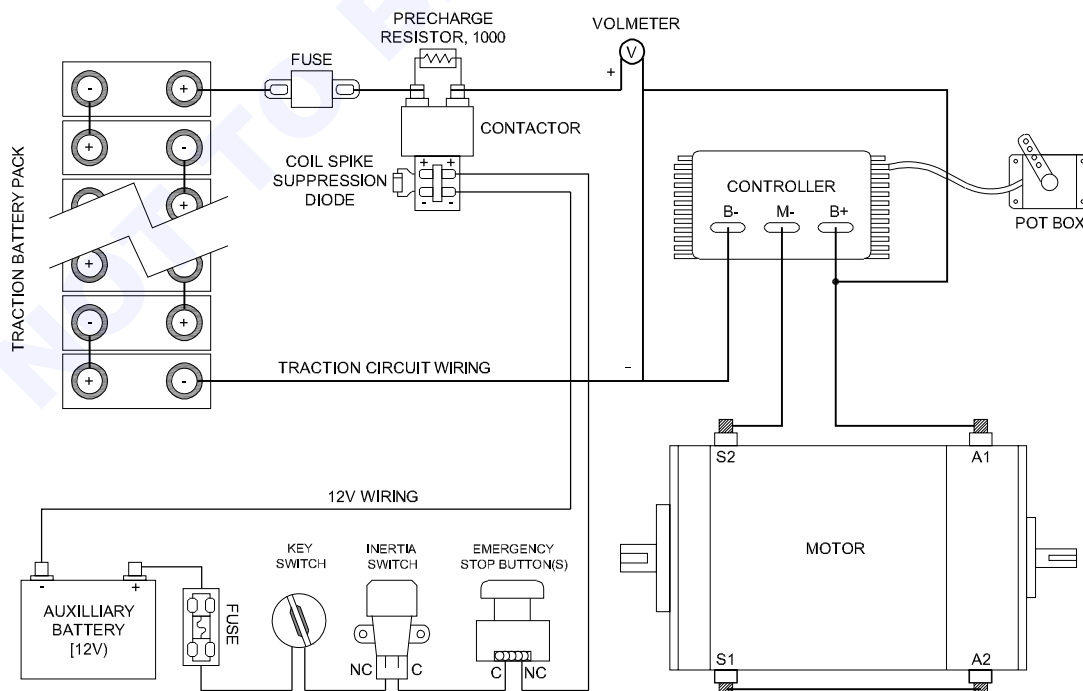 PRECHARGE
RESISTOR, 1000
VOLMETER
FUSE
V
+
CONTACTOR
COIL SPIKE
SUPPRESSION
DIODE
+ +
- -
TRACTION BATTERY PACK
- +
+ -
+
+
- +
+ -
CONTROLLER
B- M- B+
POT BOX
TRACTION CIRCUIT WIRING
-
S2 A1
MOTOR
S1 A2
12V WIRING
KEY
SWITCH
INERTIA
SWITCH
EMERGENCY
STOP BUTTON(S)
- +
AUXILLIARY
BATTERY
[12V)
FUSE
NC C
C NC
NOT TO